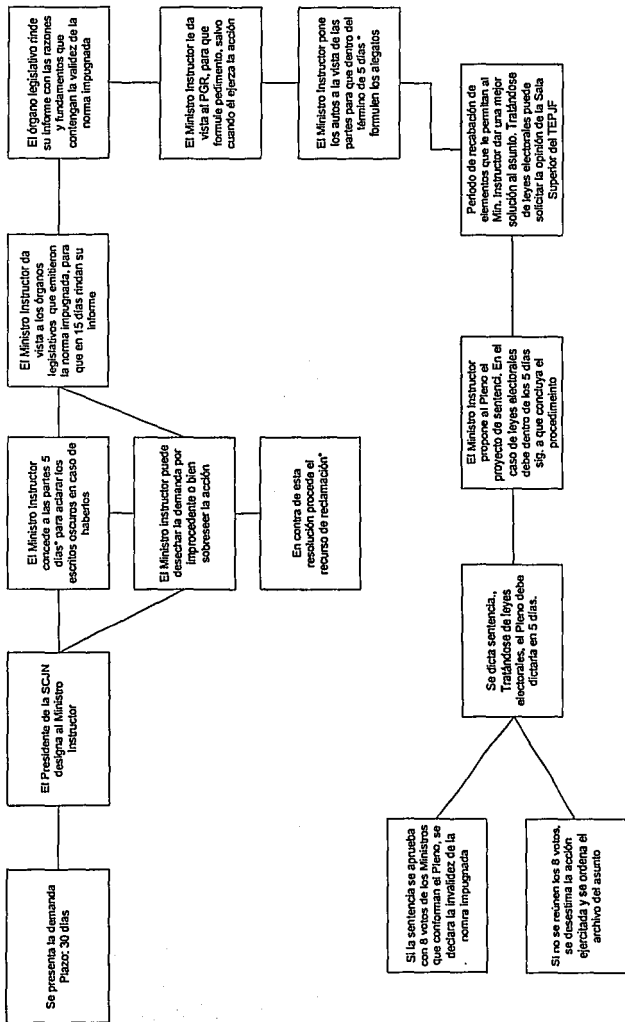 Se presenta la demanda
Plazo: 30 días
El Presidente de la SCJN
designa al Ministro
Instructor
El Ministro Instructor
concede a las partes 5
días* para aclarar los
escritos oscuros en caso de
haberlos
El Ministro instructor puede
desechar la demanda por
improcedente o bien
sobreseer la acción
En contra de esta
resolución procede el
recurso de reclamación*
El Ministro Instructor da
vista a los órganos
legislativos que emitieron
la norma impugnada, para
que en 15 días rindan su
informe
El órgano legislativo rinde
su informe con las razones
y fundamentos que
contengan la validez de la
norma impugnada
El Ministro Instructor le da
vista al PGR, para que
formule pedimento, salvo
cuando él ejerza la acción
El Ministro Instructor pone
los autos a la vista de las
partes para que dentro del
término de 5 días *
formulen los alegatos
Período de recabación de
elementos que le permitan al
Min. Instructor dar una mejor
solución al asunto. Tratándose
de leyes electorales puede
solicitar la opinión de la Sala
Superior del TEPJF
El Ministro Instructor
propone al Pleno el
proyecto de sentenci. En el
caso de leyes electorales
debe dentro de los 5 días
sig. a que concluya el
procedimeinto
Se dicta sentencia.,
Tratándose de leyes
electorales, el Pleno debe
dictarla en 5 días.
Si la sentencia se aprueba
con 8 votos de los Ministros
que conforman el Pleno, se
declara la invalidez de la
nomra impugnada
.
Si no se reúnen los 8 votos,
se desestima la acción
ejercitada y se ordena el
archivo del asunto